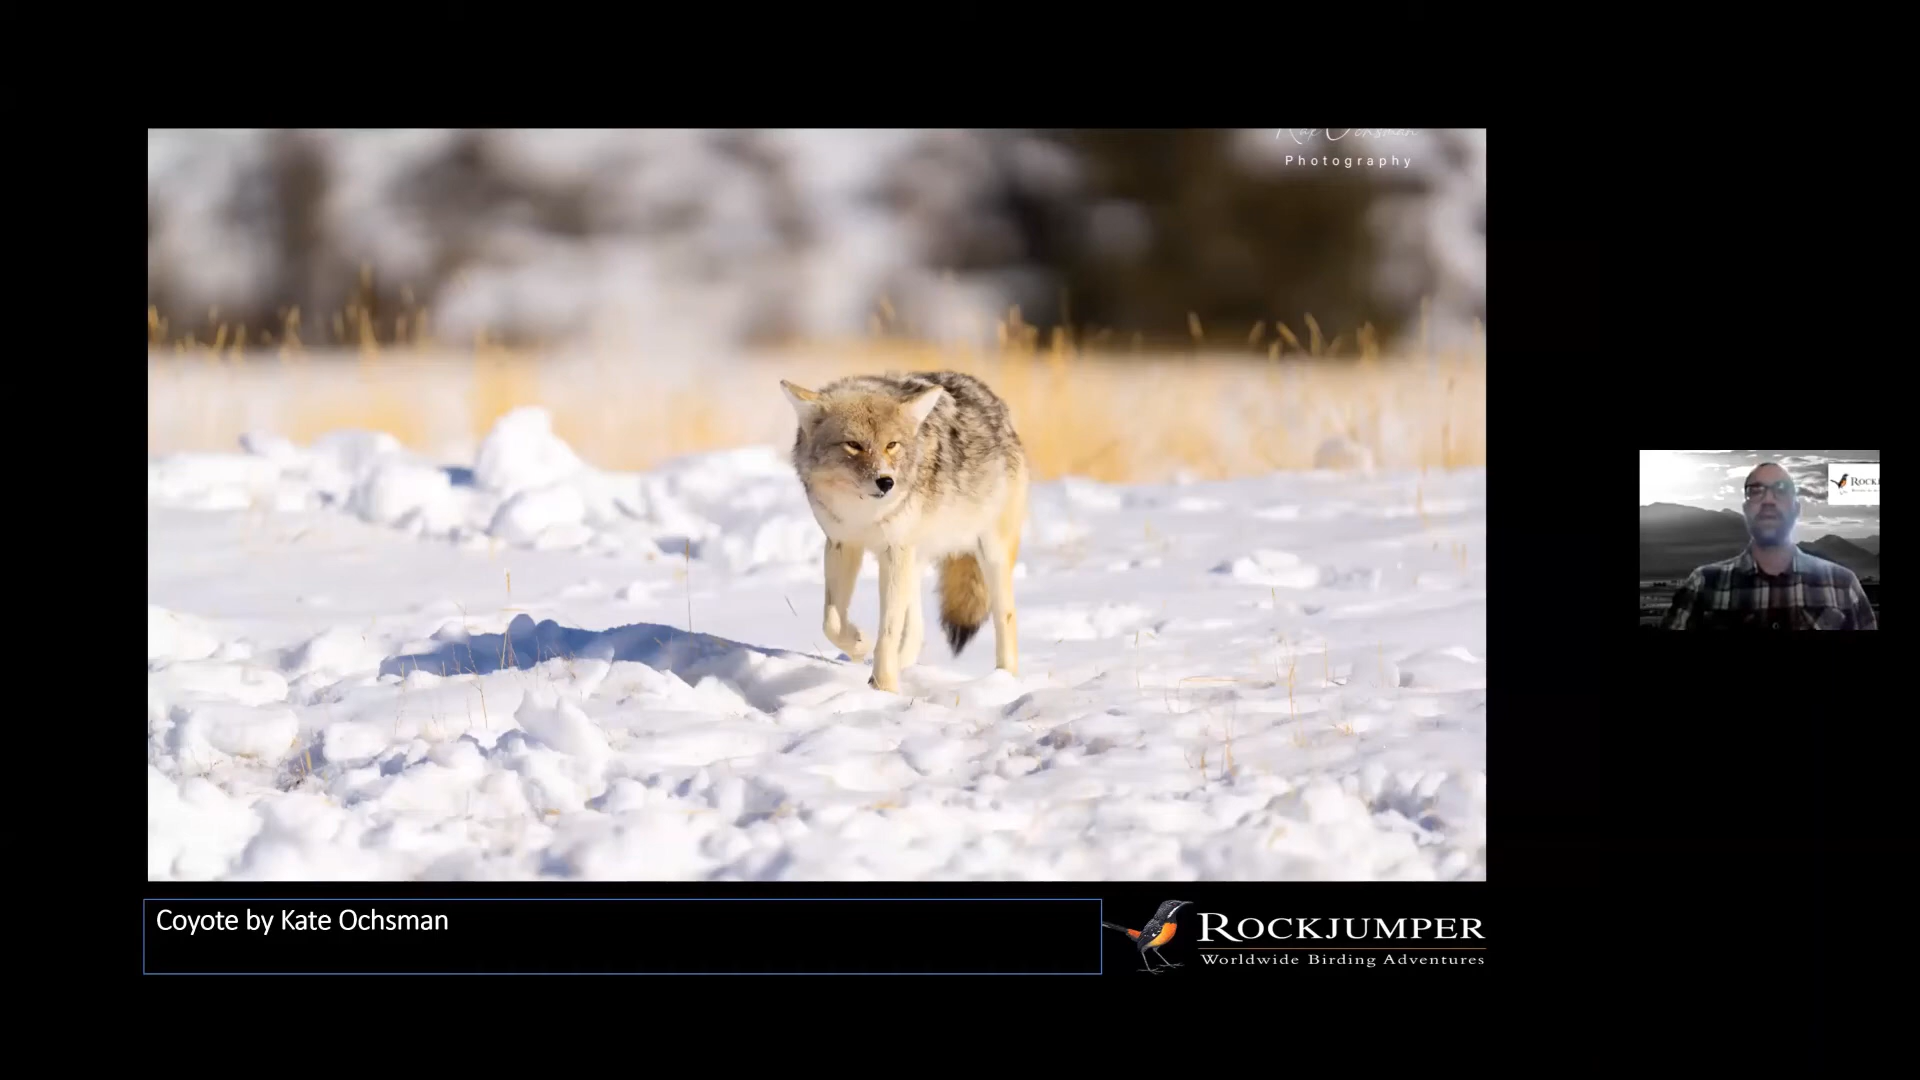 Photography
Coyote by Kate Ochsman
ROCKJUMPER
Worldwide Birding Adventures